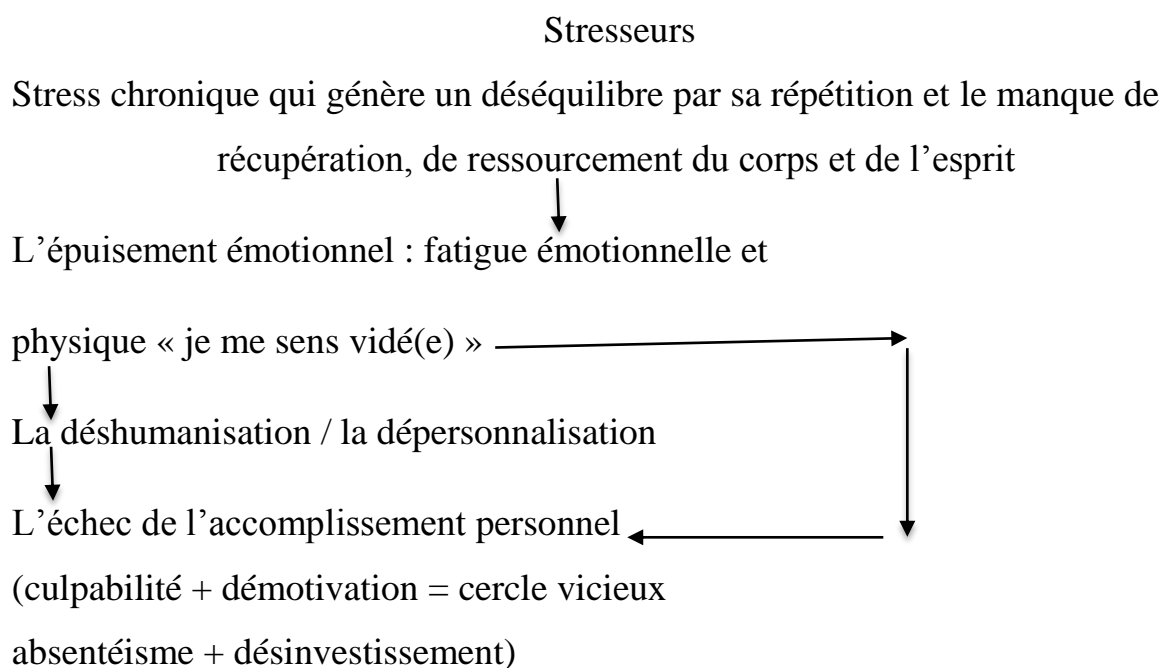 Stresseurs
Stress chronique qui génère un déséquilibre par sa répétition et le manque de
récupération, de ressourcement du corps et de l’esprit
L’épuisement émotionnel : fatigue émotionnelle et
physique « je me sens vidé(e) »
La déshumanisation / la dépersonnalisation
L’échec de l’accomplissement personnel
(culpabilité + démotivation = cercle vicieux
absentéisme + désinvestissement)